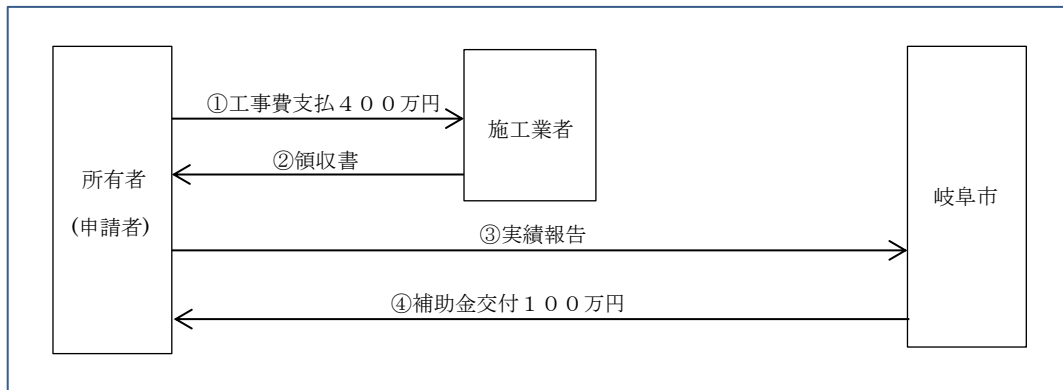 ①工事費支払４００万円
施工業者
②領収書
所有者
(申請者)
岐阜市
③実績報告
④補助金交付１００万円